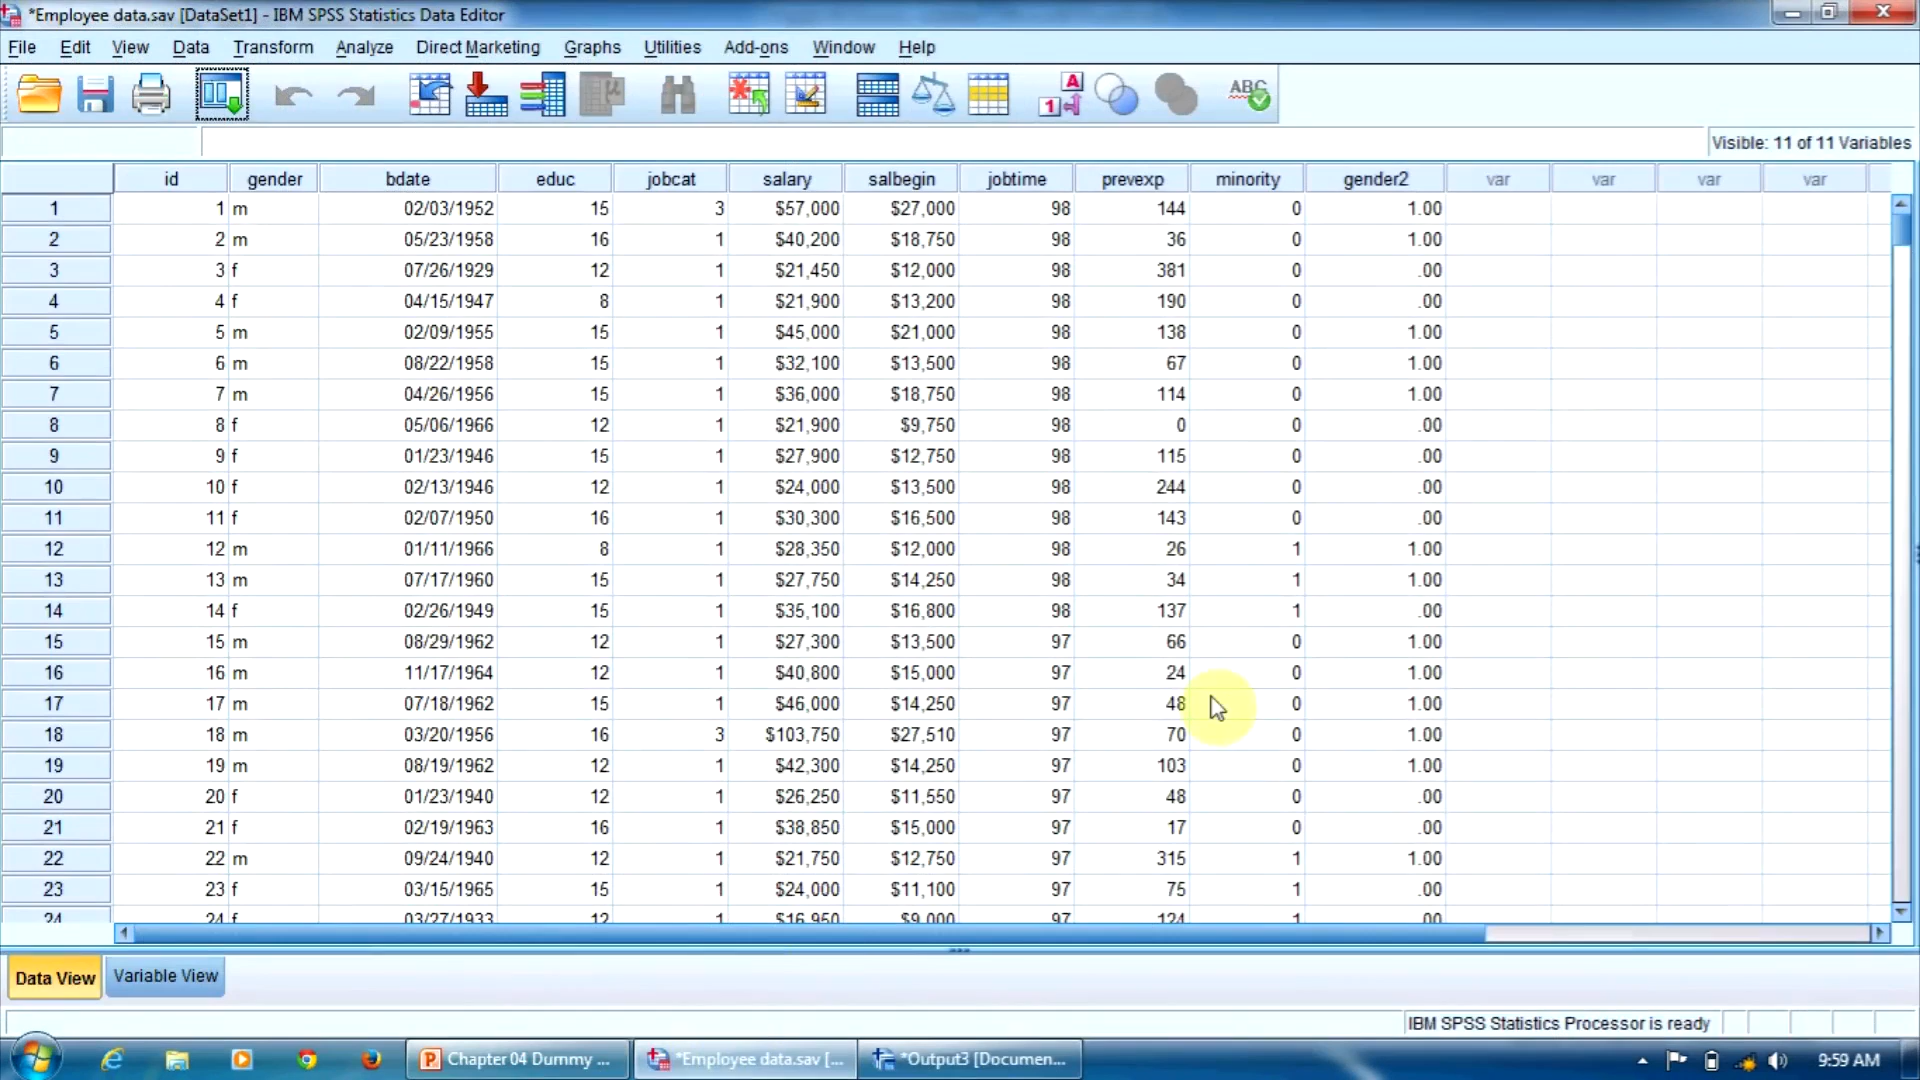 *Employee data.sav [DataSet1] - IBM SPSS Statistics Data Editor
File Edit View Data Transform Analyze Direct Marketing Graphs Utilities Add-ons Window Help
Visible: 11 of 11 Variables
id gender bdate educ jobcat salary salbegin jobtime prevexp minority gender2 var var var var
1 1 m 02/03/1952 15 3 $57,000 $27,000 98 144 0 1.00
2 2 m 05/23/1958 16 1 $40,200 $18,750 98 36 0 1.00
3 3 f 07/26/1929 12 1 $21,450 $12,000 98 381 0 .00
4 4 f 04/15/1947 8 1 $21,900 $13,200 98 190 0 .00
5 5 m 02/09/1955 15 1 $45,000 $21,000 98 138 0 1.00
6 6 m 08/22/1958 15 1 $32,100 $13,500 98 67 0 1.00
7 7 m 04/26/1956 15 1 $36,000 $18,750 98 114 0 1.00
8 8 f 05/06/1966 12 1 $21,900 $9,750 98 0 0 .00
9 9 f 01/23/1946 15 1 $27,900 $12,750 98 115 0 .00
10 10 f 02/13/1946 12 1 $24,000 $13,500 98 244 0 .00
11 11 f 02/07/1950 16 1 $30,300 $16,500 98 143 0 .00
12 12 m 01/11/1966 8 1 $28,350 $12,000 98 26 1 1.00
13 13 m 07/17/1960 15 1 $27,750 $14,250 98 34 1 1.00
14 14 f 02/26/1949 15 1 $35,100 $16,800 98 137 1 .00
15 15 m 08/29/1962 12 1 $27,300 $13,500 97 66 0 1.00
16 16 m 11/17/1964 12 1 $40,800 $15,000 97 24 0 1.00
17 17 m 07/18/1962 15 1 $46,000 $14,250 97 48 0 1.00
18 18 m 03/20/1956 16 3 $103,750 $27,510 97 70 0 1.00
19 19 m 08/19/1962 12 1 $42,300 $14,250 97 103 0 1.00
20 20 f 01/23/1940 12 1 $26,250 $11,550 97 48 0 .00
21 21 f 02/19/1963 16 1 $38,850 $15,000 97 17 0 .00
22 22 m 09/24/1940 12 1 $21,750 $12,750 97 315 1 1.00
23 23 f 03/15/1965 15 1 $24,000 $11,100 97 75 1 .00
24 24 f 03/27/1933 12 1 $16,950 $9,000 97 124 1 .00
Data View Variable View
IBM SPSS Statistics Processor is ready
Chapter 04 Dummy ... *Employee data.sav [... *Output3 [Documen... 9:59 AM